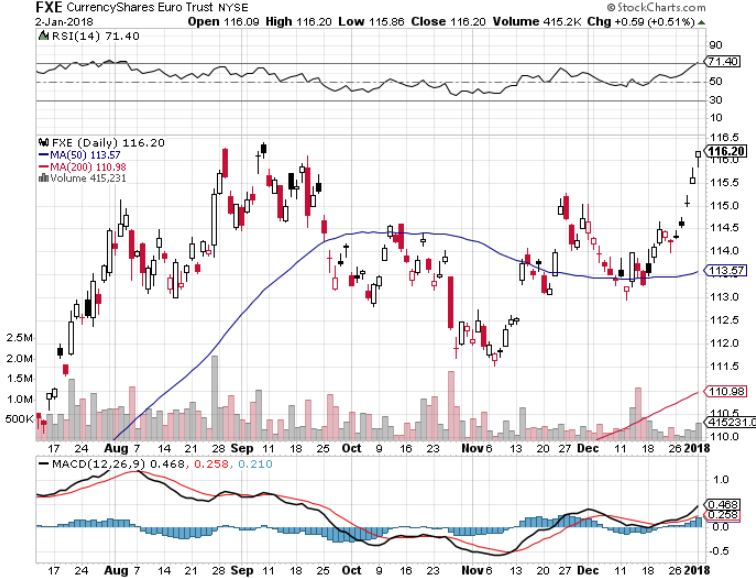 FXE CurrencyShares Euro Trust NYSE © StockCharts.com
2-Jan-2018 Open 116.09 High 116.20 Low 115.86 Close 116.20 Volume 415.2K Chg +0.59 (+0.51%)
RSI(14) 71.40
90
71.40
50
30
10
FXE (Daily) 116.20
MA(50) 113.57
MA(200) 110.98
Volume 415,231
116.5
116.20
116.0
115.5
115.0
114.5
114.0
113.57
113.0
112.5
112.0
111.5
110.98
110.5
415231.0
110.0
2.5M
2.0M
1.5M
1.0M
500K
17 24 Aug 7 14 21 28 Sep 11 18 25 Oct 9 16 23 Nov 6 13 20 27 Dec 11 18 26 2018
MACD(12,26,9) 0.468, 0.258, 0.210
1.0
0.468
0.258
0.0
-0.5
17 24 Aug 7 14 21 28 Sep 11 18 25 Oct 9 16 23 Nov 6 13 20 27 Dec 11 18 26 2018